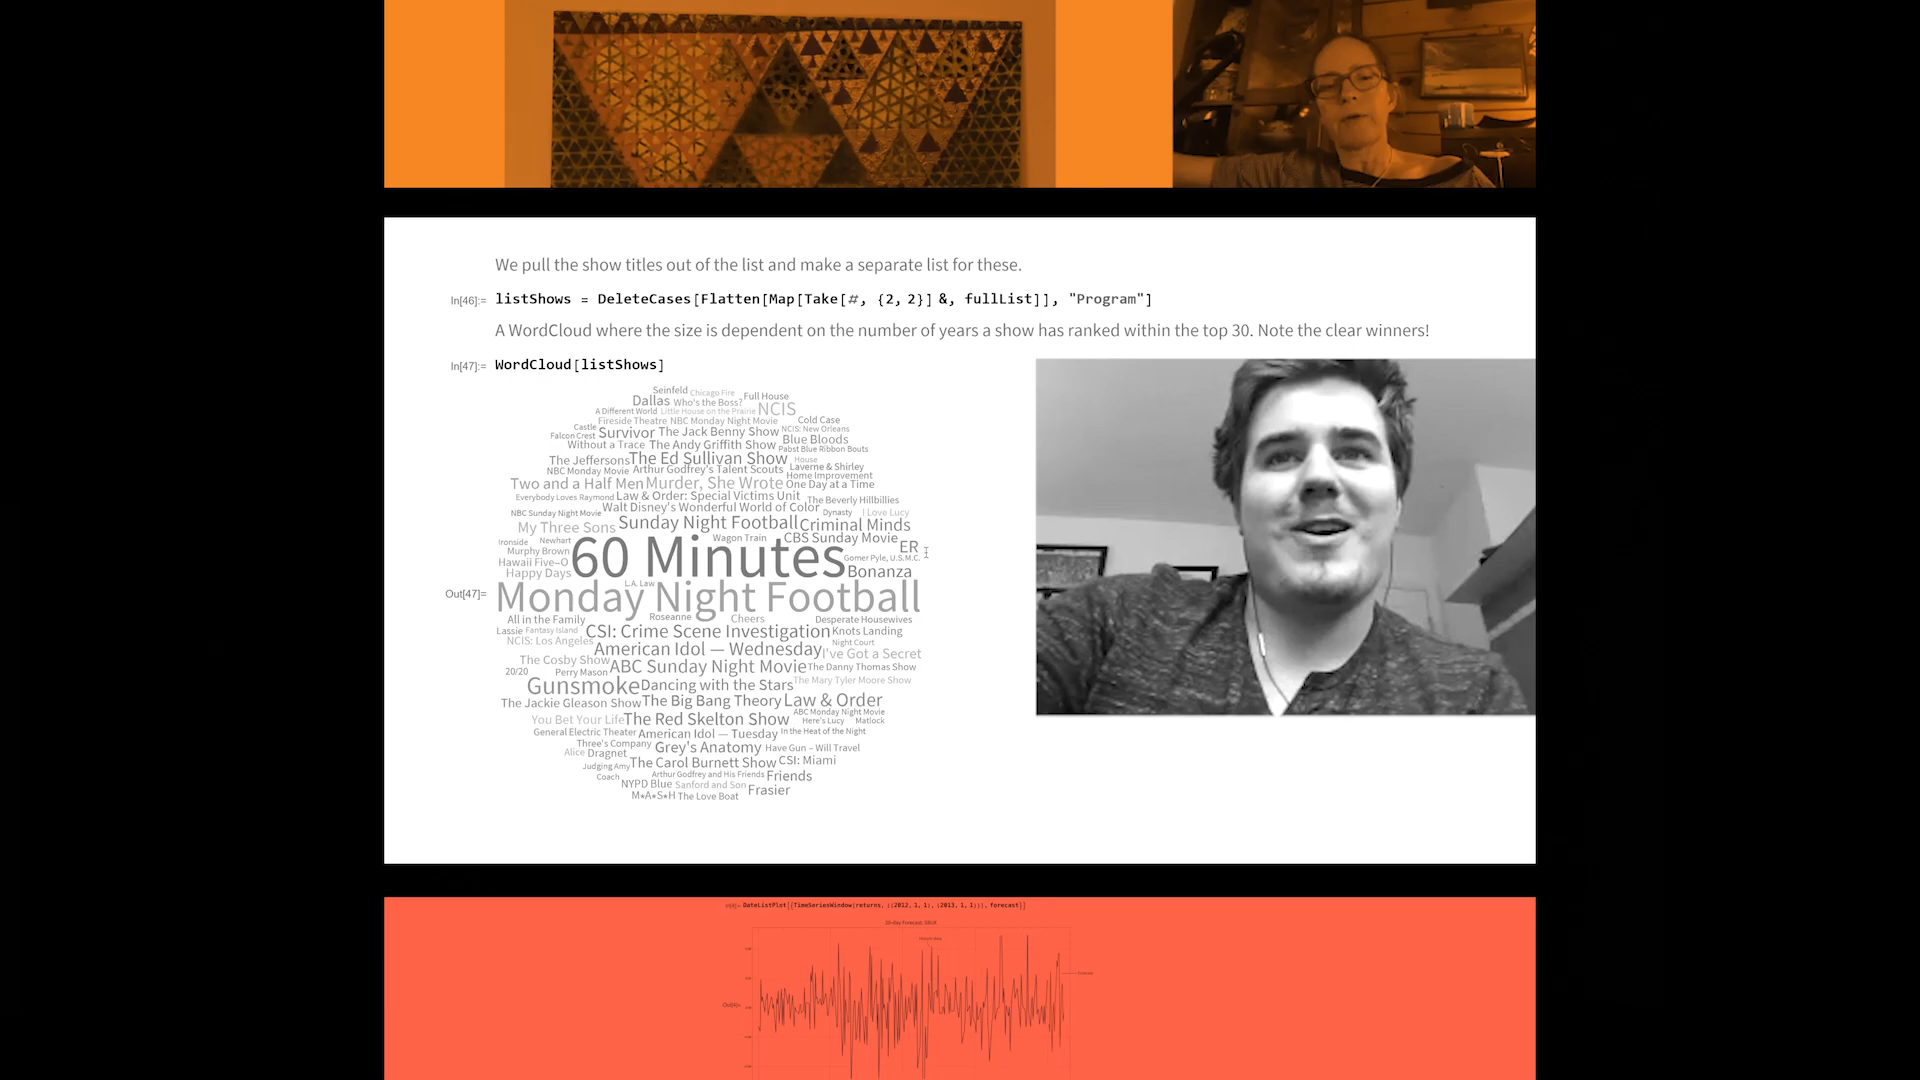 We pull the show titles out of the list and make a separate list for these.
In[46]:= listShows = DeleteCases[Flatten[Map[Take[#, {2, 2}] &, fullList]], "Program"]
A WordCloud where the size is dependent on the number of years a show has ranked within the top 30. Note the clear winners!
In[47]:= WordCloud[listShows]
Seinfeld Chicago Fire Full House
Dallas Who's the Boss?
A Different World Little House on the Prairie NCIS
Fireside Theatre NBC Monday Night Movie Cold Case
Castle Survivor The Jack Benny Show NCIS: New Orleans
Falcon Crest Blue Bloods
Without a Trace The Andy Griffith Show Pabst Blue Ribbon Bouts
The Jeffersons The Ed Sullivan Show House
NBC Monday Movie Arthur Godfrey's Talent Scouts Laverne & Shirley
Home Improvement
Two and a Half Men Murder, She Wrote One Day at a Time
Everybody Loves Raymond Law & Order: Special Victims Unit The Beverly Hillbillies
NBC Sunday Night Movie Walt Disney's Wonderful World of Color Dynasty I Love Lucy
My Three Sons Sunday Night Football Criminal Minds
Ironside Newhart Wagon Train CBS Sunday Movie ER
Murphy Brown 60 Minutes Gomer Pyle, U.S.M.C.
Hawaii Five–O
Happy Days Bonanza
L.A. Law
Out[47]= Monday Night Football
All in the Family Roseanne Cheers Desperate Housewives
Lassie Fantasy Island CSI: Crime Scene Investigation Knots Landing
NCIS: Los Angeles Night Court
American Idol — Wednesday I've Got a Secret
The Cosby Show ABC Sunday Night Movie The Danny Thomas Show
20/20 Perry Mason
Gunsmoke Dancing with the Stars The Mary Tyler Moore Show
The Jackie Gleason Show The Big Bang Theory Law & Order
ABC Monday Night Movie
You Bet Your Life The Red Skelton Show Here's Lucy Matlock
General Electric Theater American Idol — Tuesday In the Heat of the Night
Three's Company Grey's Anatomy Have Gun – Will Travel
Alice Dragnet
Judging Amy The Carol Burnett Show CSI: Miami
Coach Arthur Godfrey and His Friends Friends
NYPD Blue Sanford and Son Frasier
M*A*S*H The Love Boat
DateListPlot[{TimeSeriesWindow[returns, {{2012, 1, 1}, {2013, 1, 1}}], forecast}]
30-day Forecast: SBUX